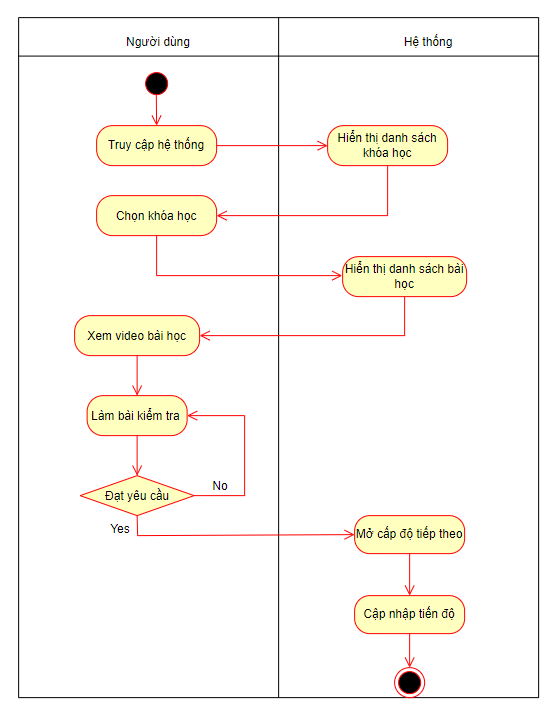 Người dùng
Hệ thống
Truy cập hệ thống
Hiển thị danh sách
khóa học
Chọn khóa học
Hiển thị danh sách bài
học
Xem video bài học
Làm bài kiểm tra
Đạt yêu cầu
No
Yes
Mở cấp độ tiếp theo
Cập nhập tiến độ